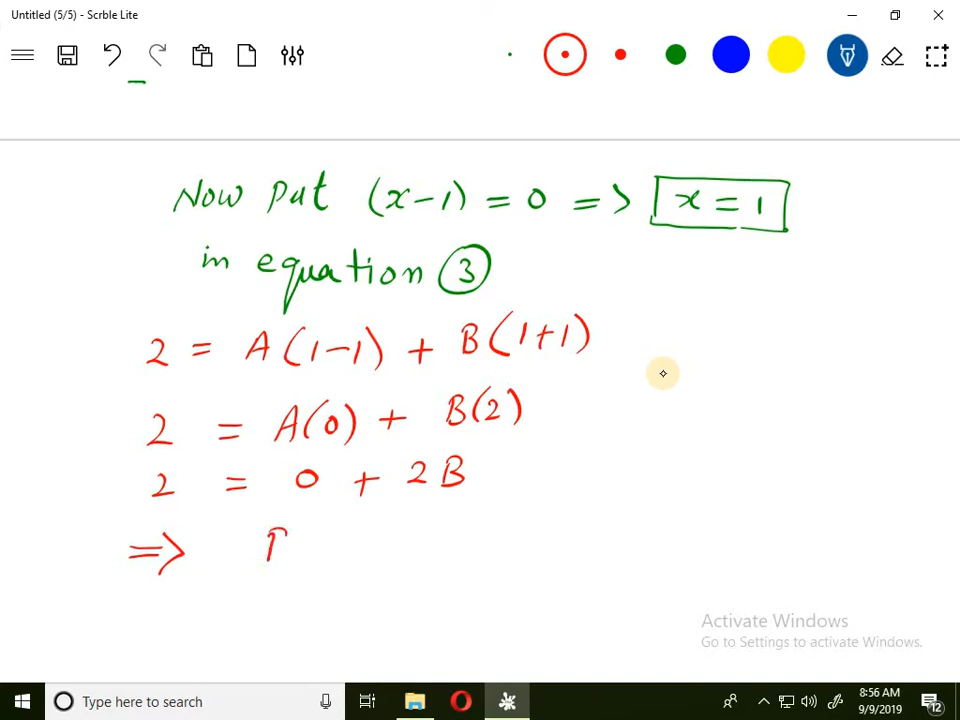 Untitled (5/5) - Scrble Lite
Now put (x-1) = 0 => x = 1
in equation 3
2 = A(1-1) + B(1+1)
2 = A(0) + B(2)
2 = 0 + 2B
=>
Activate Windows
Go to Settings to activate Windows.
Type here to search
8:56 AM
9/9/2019
12